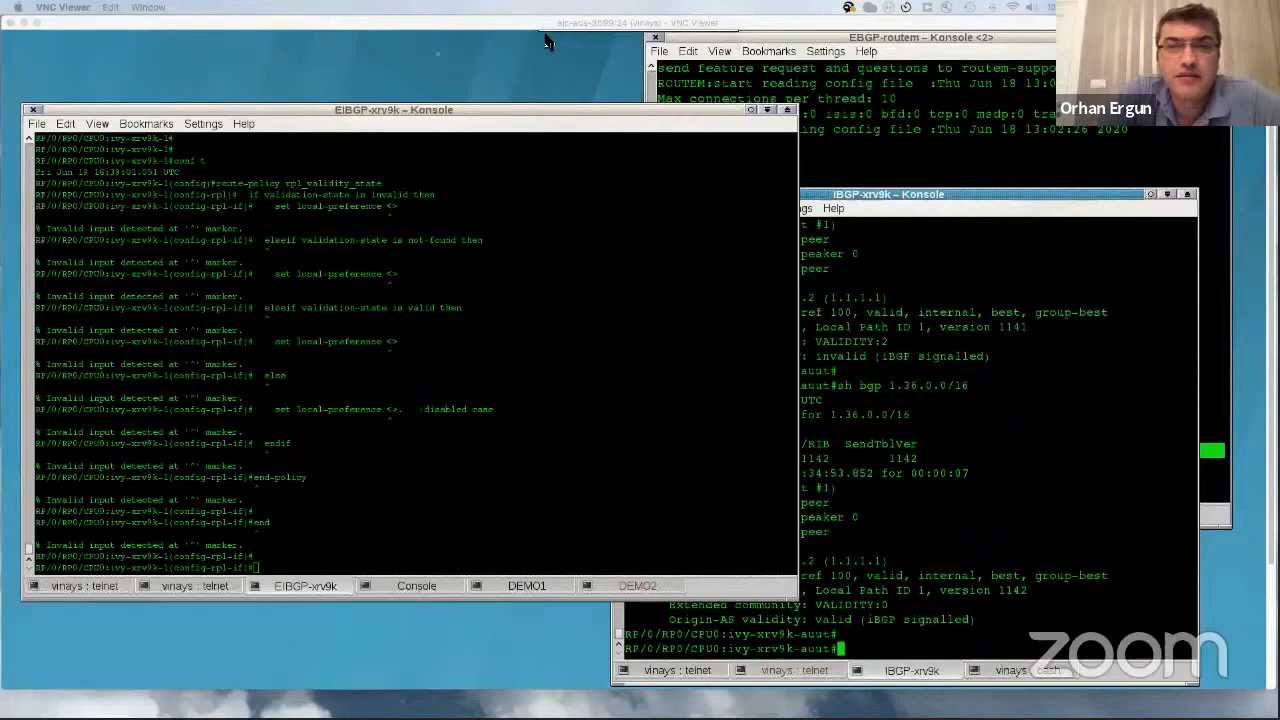 VNC Viewer Edit Window
sjc-ads-3599:24 (vinays) - VNC Viewer
EBGP-routem – Konsole <2>
File Edit View Bookmarks Settings Help
send feature request and questions to routem-suppo
ROUTEM:start reading config file :Thu Jun 18 13:0
Max connections per thread: 10
0 isis:0 bfd:0 tcp:0 msdp:0 tra
ng config file :Thu Jun 18 13:02:26 2020
Orhan Ergun
EIBGP-xrv9k – Konsole
File Edit View Bookmarks Settings Help
RP/0/RP0/CPU0:ivy-xrv9k-1#
RP/0/RP0/CPU0:ivy-xrv9k-1#
RP/0/RP0/CPU0:ivy-xrv9k-1#conf t
Fri Jun 19 16:39:01.051 UTC
RP/0/RP0/CPU0:ivy-xrv9k-1(config)#route-policy rpl_validity_state
RP/0/RP0/CPU0:ivy-xrv9k-1(config-rpl)#  if validation-state is invalid then
RP/0/RP0/CPU0:ivy-xrv9k-1(config-rpl-if)#    set local-preference <>
^
% Invalid input detected at '^' marker.
RP/0/RP0/CPU0:ivy-xrv9k-1(config-rpl-if)#  elseif validation-state is not-found then
^
% Invalid input detected at '^' marker.
RP/0/RP0/CPU0:ivy-xrv9k-1(config-rpl-if)#    set local-preference <>
^
% Invalid input detected at '^' marker.
RP/0/RP0/CPU0:ivy-xrv9k-1(config-rpl-if)#  elseif validation-state is valid then
^
% Invalid input detected at '^' marker.
RP/0/RP0/CPU0:ivy-xrv9k-1(config-rpl-if)#    set local-preference <>
^
% Invalid input detected at '^' marker.
RP/0/RP0/CPU0:ivy-xrv9k-1(config-rpl-if)#  else
^
% Invalid input detected at '^' marker.
RP/0/RP0/CPU0:ivy-xrv9k-1(config-rpl-if)#    set local-preference <>.   :disabled case
^
% Invalid input detected at '^' marker.
RP/0/RP0/CPU0:ivy-xrv9k-1(config-rpl-if)#  endif
^
% Invalid input detected at '^' marker.
RP/0/RP0/CPU0:ivy-xrv9k-1(config-rpl-if)#end-policy
^
% Invalid input detected at '^' marker.
RP/0/RP0/CPU0:ivy-xrv9k-1(config-rpl-if)#
RP/0/RP0/CPU0:ivy-xrv9k-1(config-rpl-if)#end
^
% Invalid input detected at '^' marker.
RP/0/RP0/CPU0:ivy-xrv9k-1(config-rpl-if)#
RP/0/RP0/CPU0:ivy-xrv9k-1(config-rpl-if)#
vinays : telnet vinays : telnet EIBGP-xrv9k Console DEMO1 DEMO2
IBGP-xrv9k – Konsole
gs Help
t #1)
peer
peaker 0
peer
.2 (1.1.1.1)
ref 100, valid, internal, best, group-best
, Local Path ID 1, version 1141
: VALIDITY:2
y: invalid (iBGP signalled)
auut#
auut#sh bgp 1.36.0.0/16
UTC
for 1.36.0.0/16
/RIB  SendTblVer
1142       1142
:34:53.852 for 00:00:07
t #1)
peer
peaker 0
peer
.2 (1.1.1.1)
ref 100, valid, internal, best, group-best
, Local Path ID 1, version 1142
Extended community: VALIDITY:0
Origin-AS validity: valid (iBGP signalled)
RP/0/RP0/CPU0:ivy-xrv9k-auut#
RP/0/RP0/CPU0:ivy-xrv9k-auut#
vinays : telnet vinays : telnet IBGP-xrv9k vinays : bash
zoom